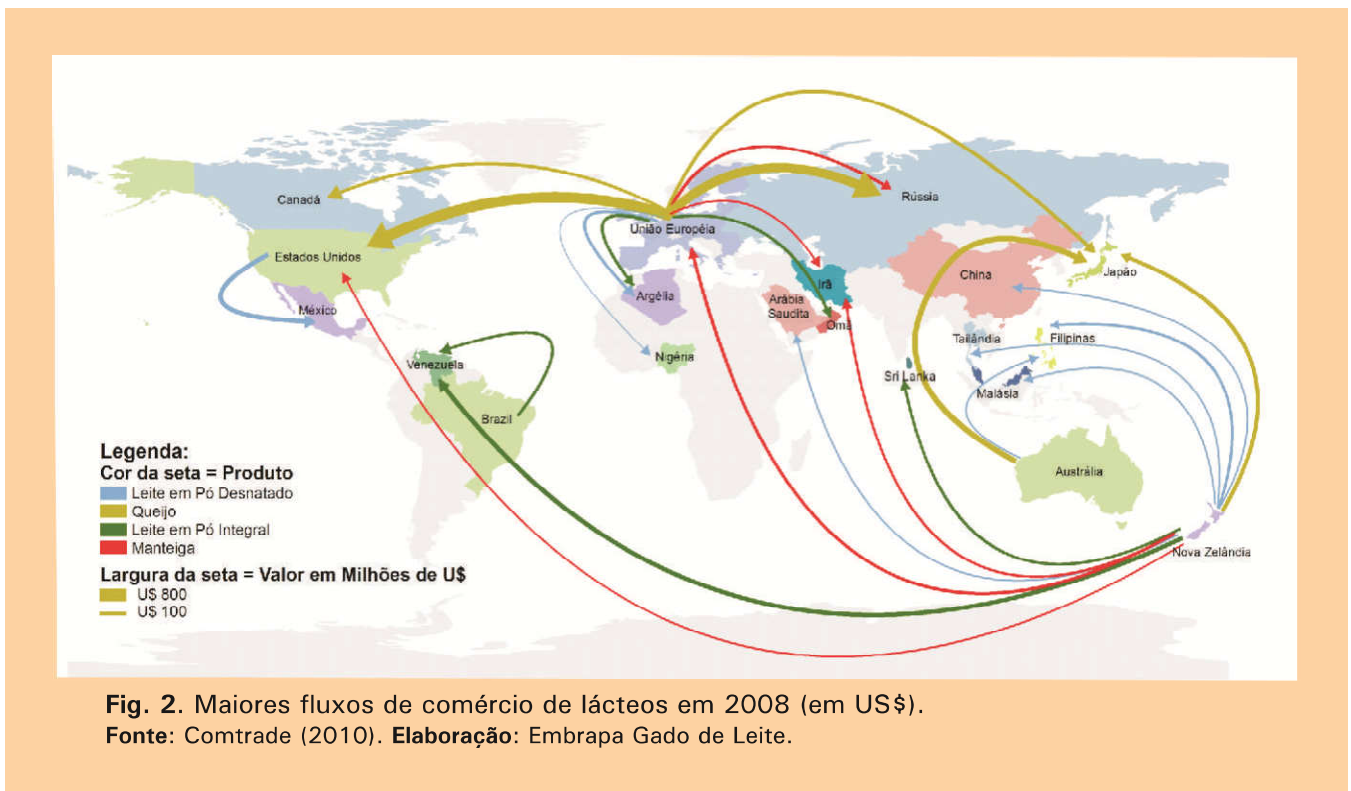 Canadá
Rússia
União Européia
Estados Unidos
China
Japão
Irã
México
Argélia
Arábia
Saudita
Omã
Tailândia
Filipinas
Nigéria
Venezuela
Sri Lanka
Malásia
Brazil
Legenda:
Cor da seta = Produto
Leite em Pó Desnatado
Queijo
Leite em Pó Integral
Manteiga
Austrália
Nova Zelândia
Largura da seta = Valor em Milhões de U$
U$ 800
U$ 100
Fig. 2. Maiores fluxos de comércio de lácteos em 2008 (em US$).
Fonte: Comtrade (2010). Elaboração: Embrapa Gado de Leite.